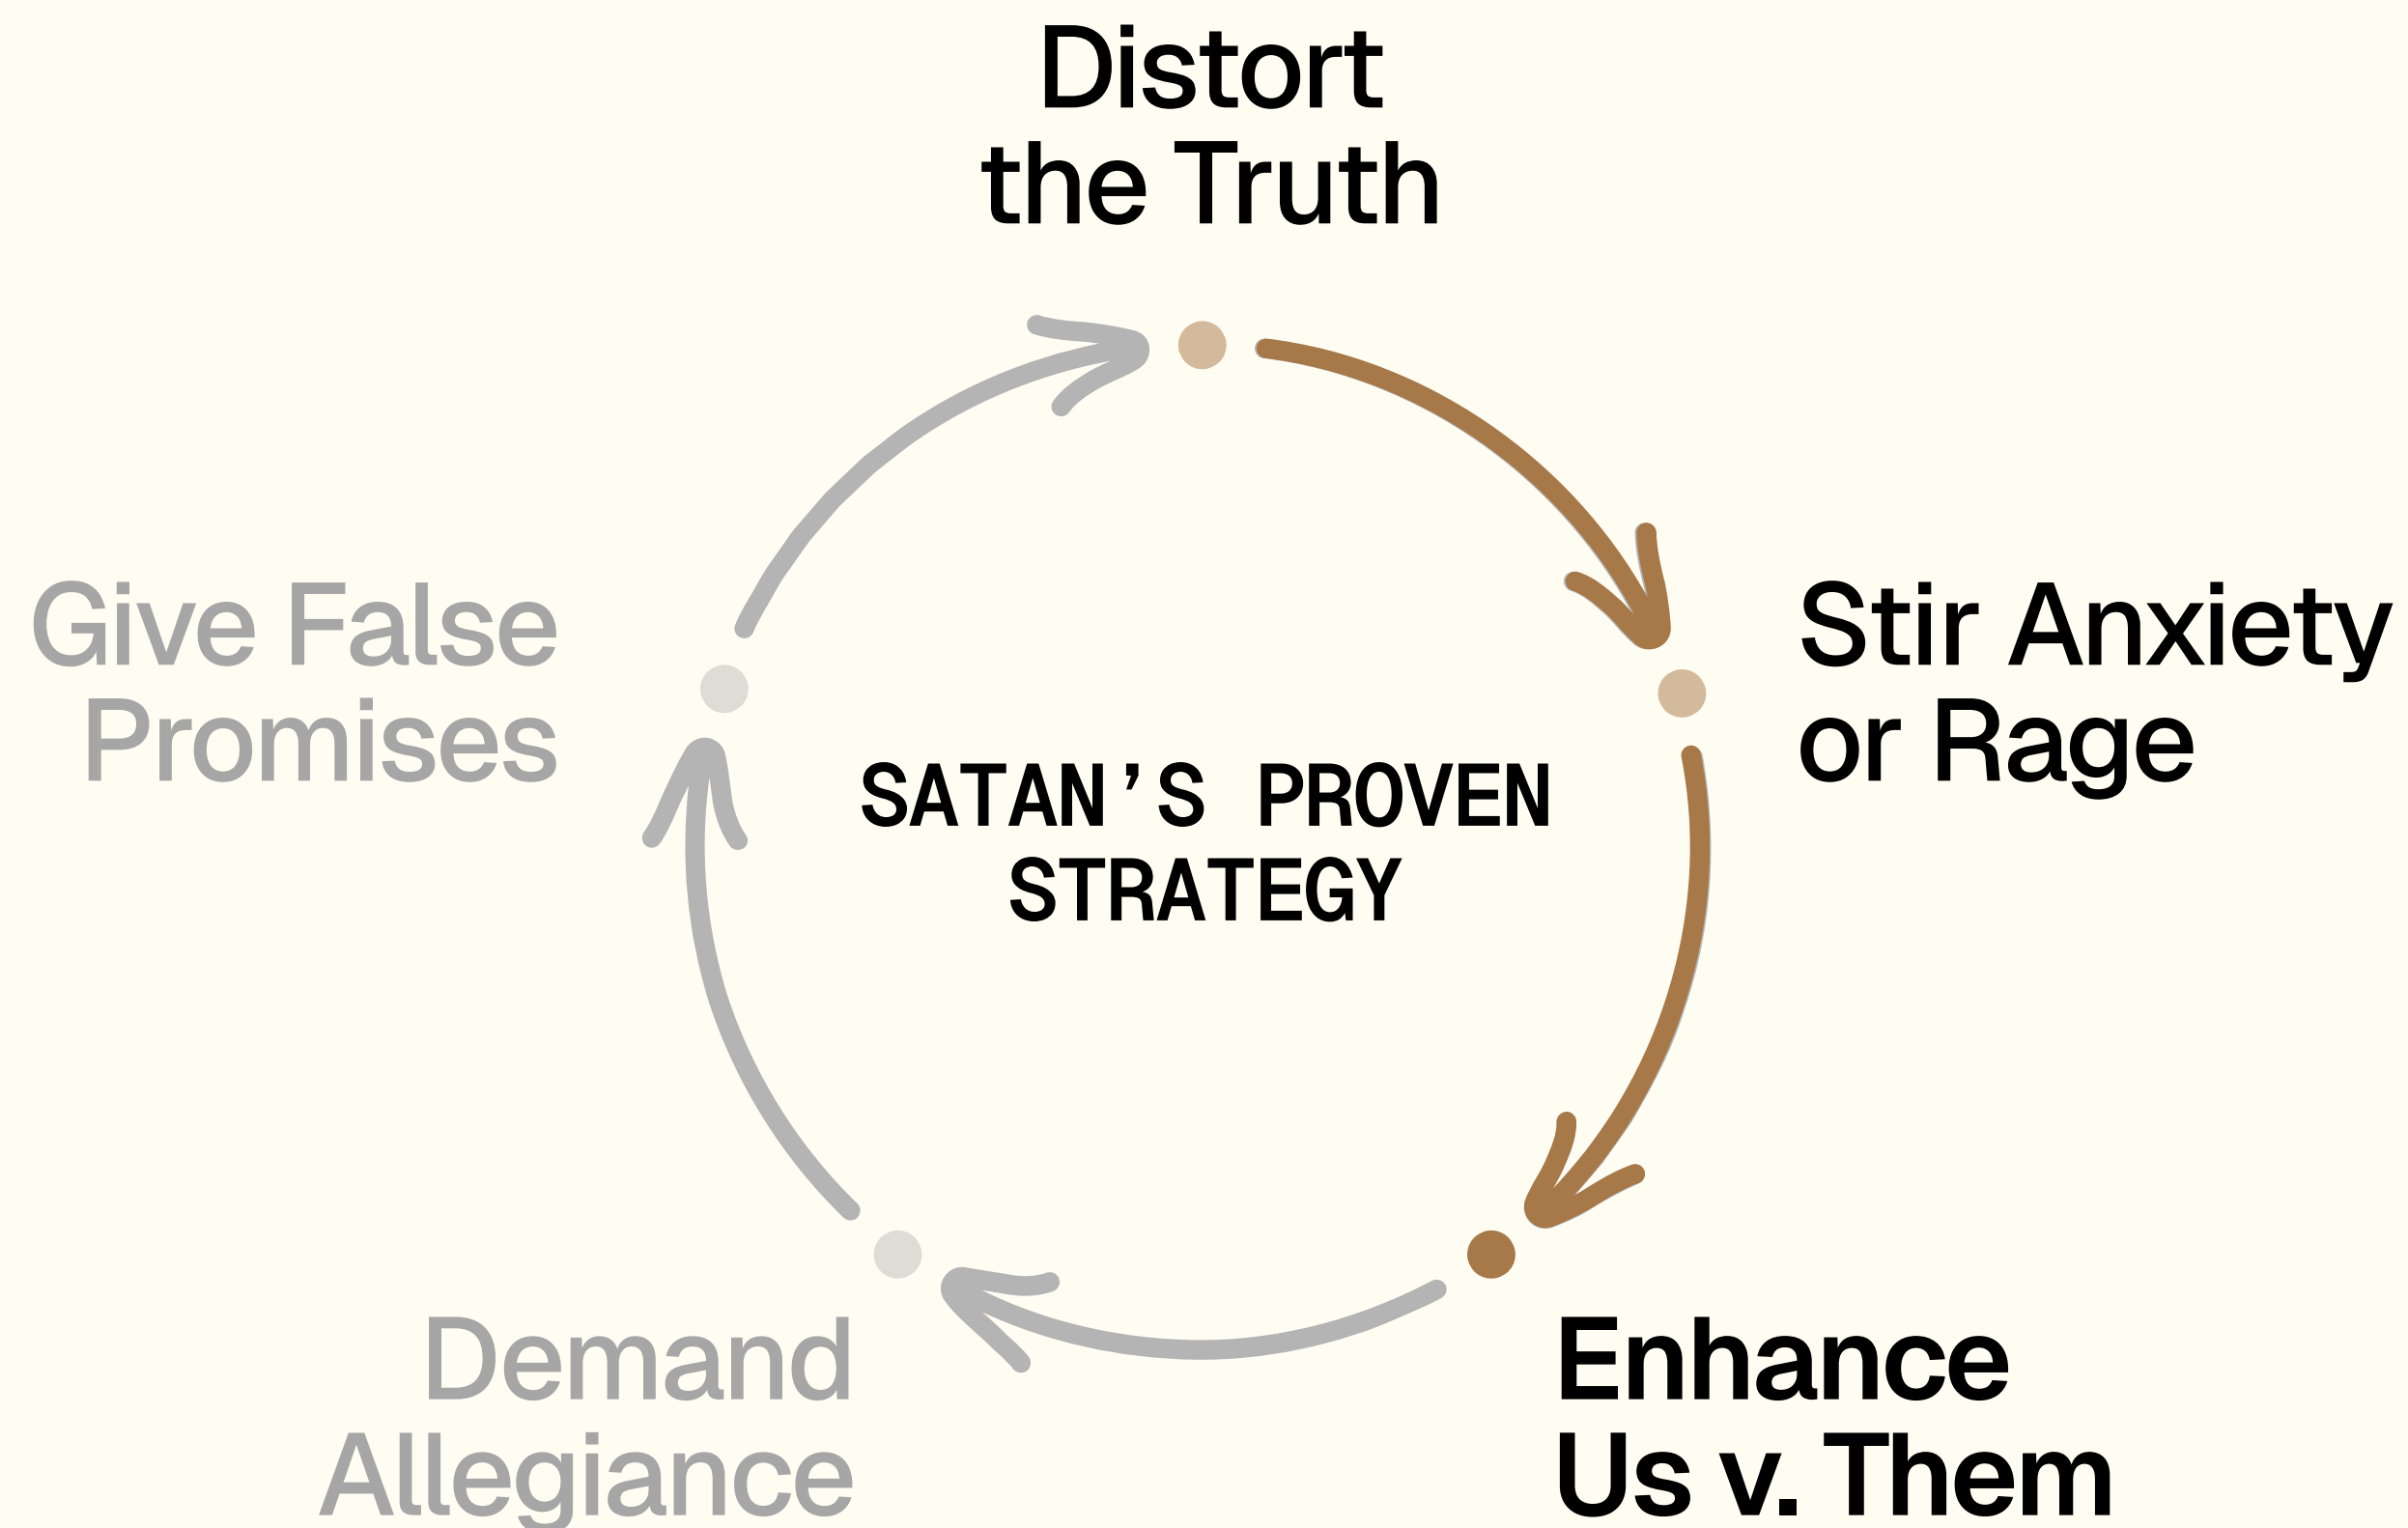 Distort
the Truth
Stir Anxiety
or Rage
Enhance
Us v. Them
Demand
Allegiance
Give False
Promises
SATAN'S PROVEN
STRATEGY